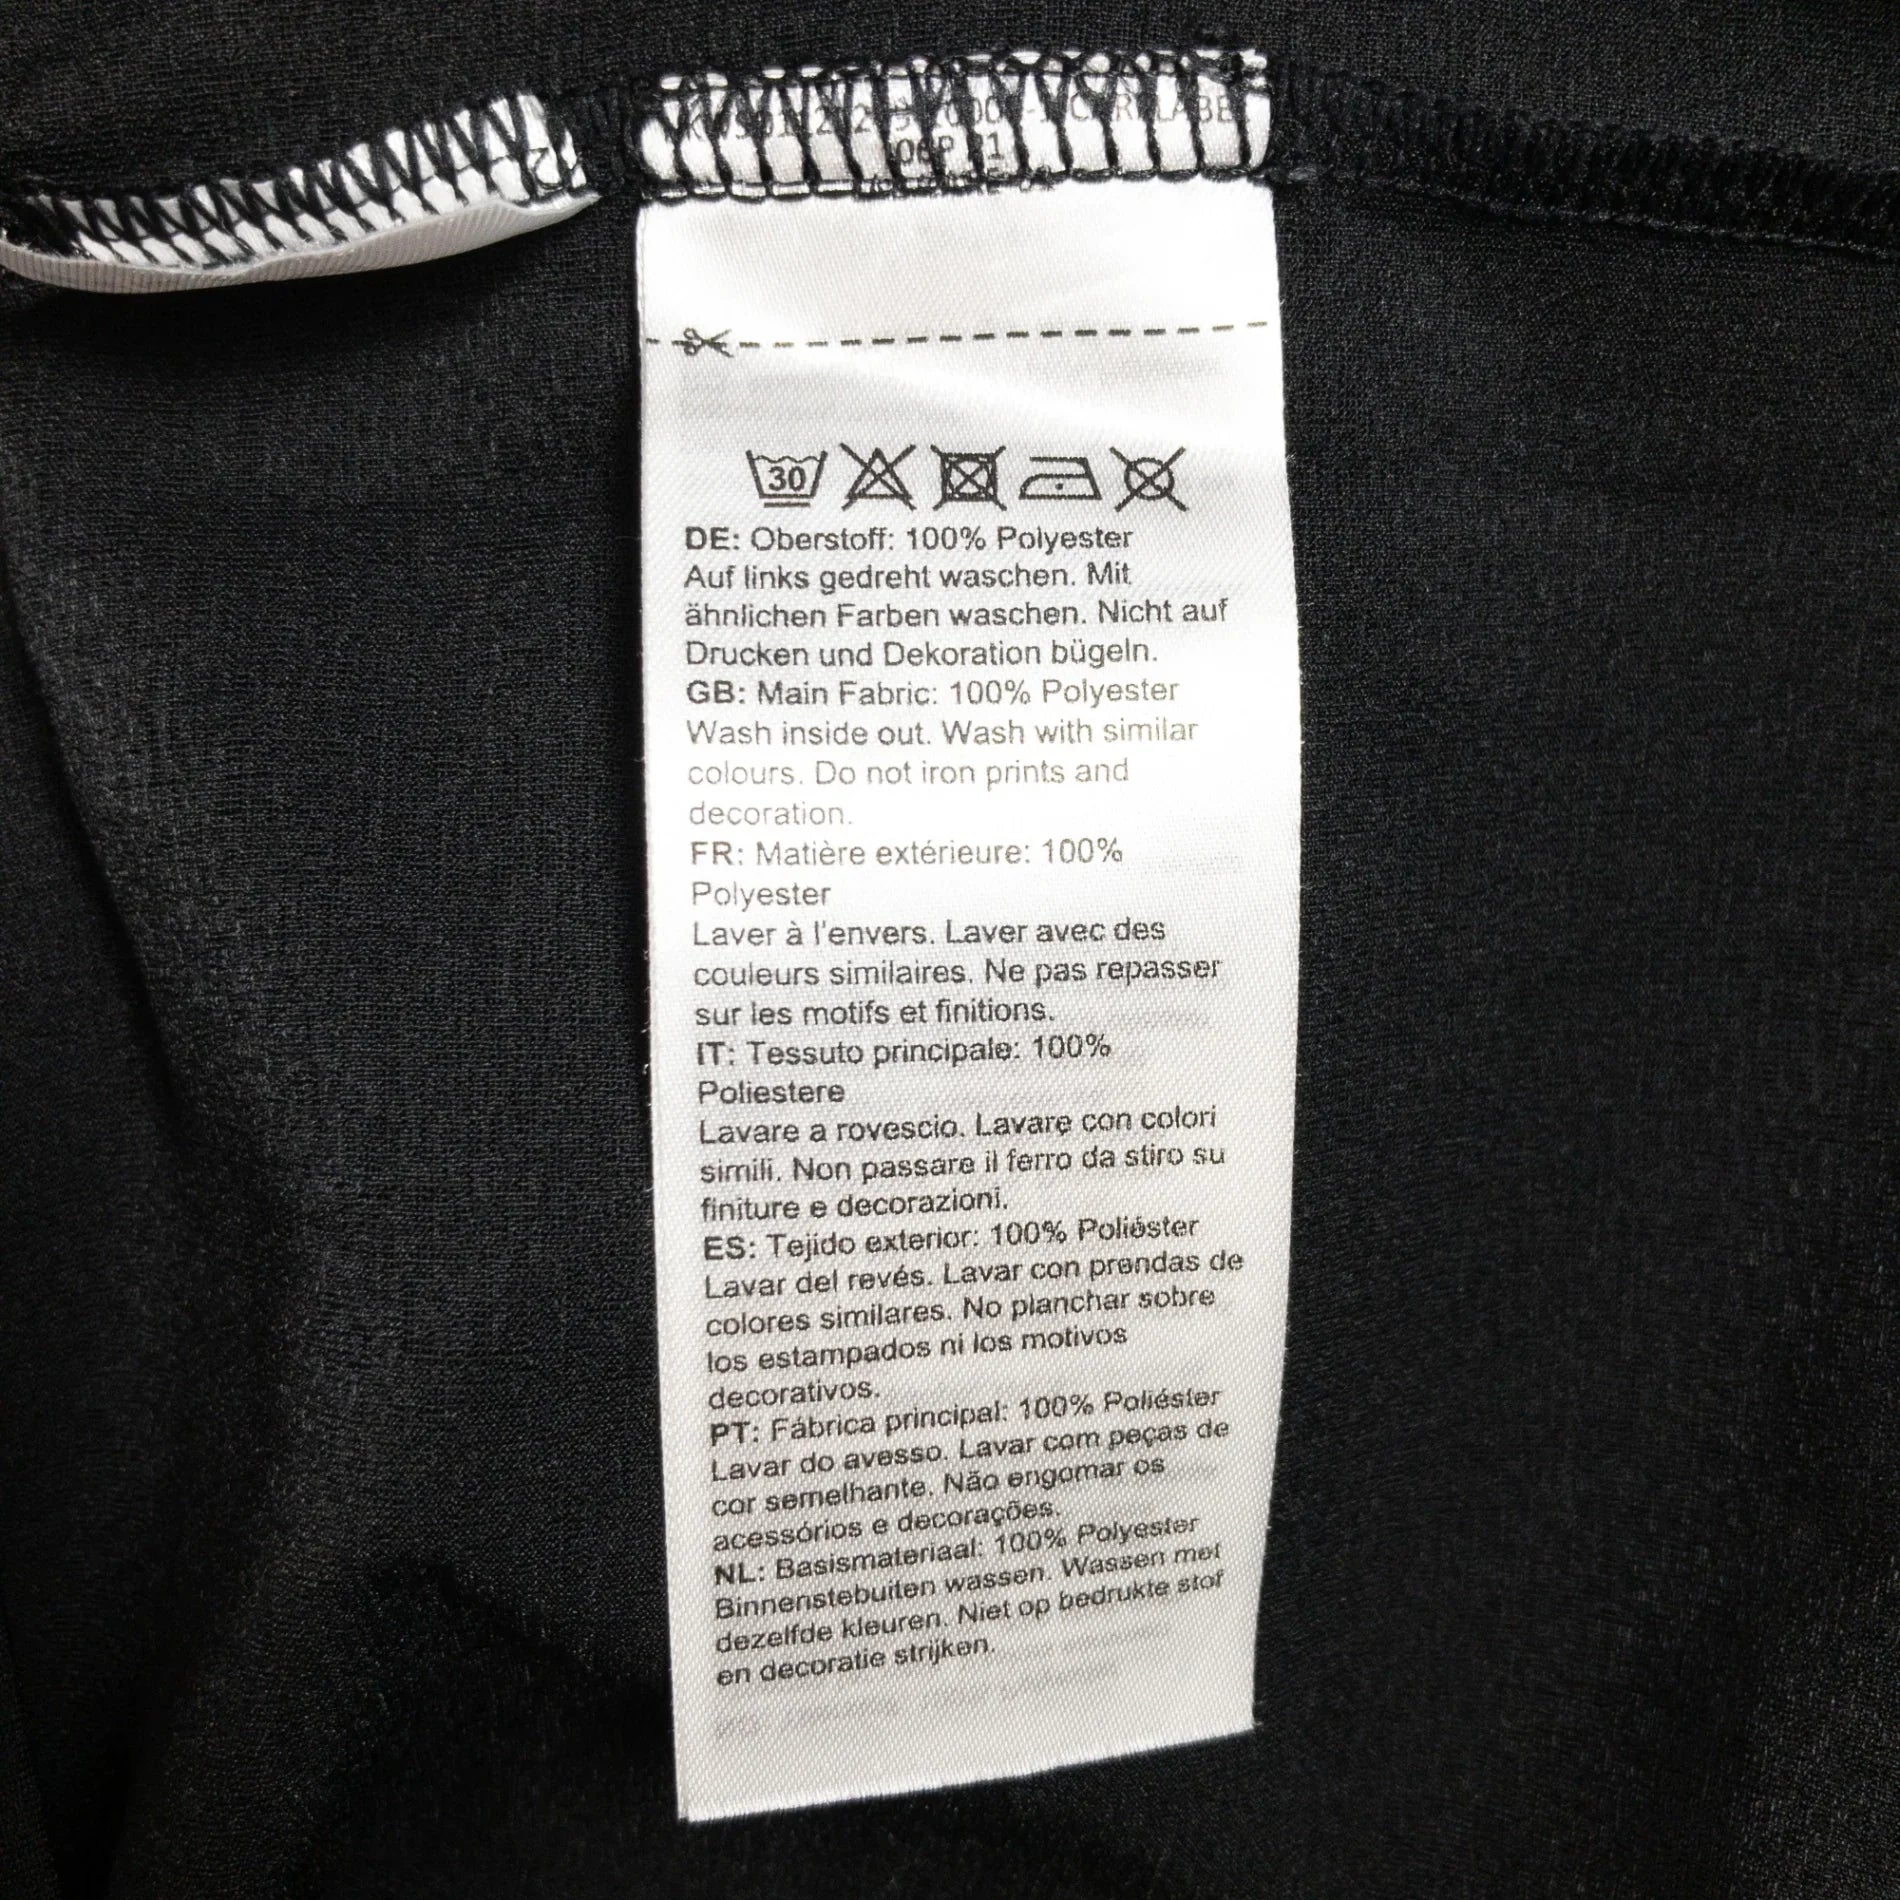 30
DE: Oberstoff: 100% Polyester
Auf links gedreht waschen. Mit
ähnlichen Farben waschen. Nicht auf
Drucken und Dekoration bügeln.
GB: Main Fabric: 100% Polyester
Wash inside out. Wash with similar
colours. Do not iron prints and
decoration.
FR: Matière extérieure: 100%
Polyester
Laver à l'envers. Laver avec des
couleurs similaires. Ne pas repasser
sur les motifs et finitions.
IT: Tessuto principale: 100%
Poliestere
Lavare a rovescio. Lavare con colori
simili. Non passare il ferro da stiro su
finiture e decorazioni.
ES: Tejido exterior: 100% Poliéster
Lavar del revés. Lavar con prendas de
colores similares. No planchar sobre
los estampados ni los motivos
decorativos.
PT: Fábrica principal: 100% Poliéster
Lavar do avesso. Lavar com peças de
cor semelhante. Não engomar os
acessórios e decorações.
NL: Basismateriaal: 100% Polyester
Binnenstebuiten wassen. Wassen met
dezelfde kleuren. Niet op bedrukte stof
en decoratie strijken.